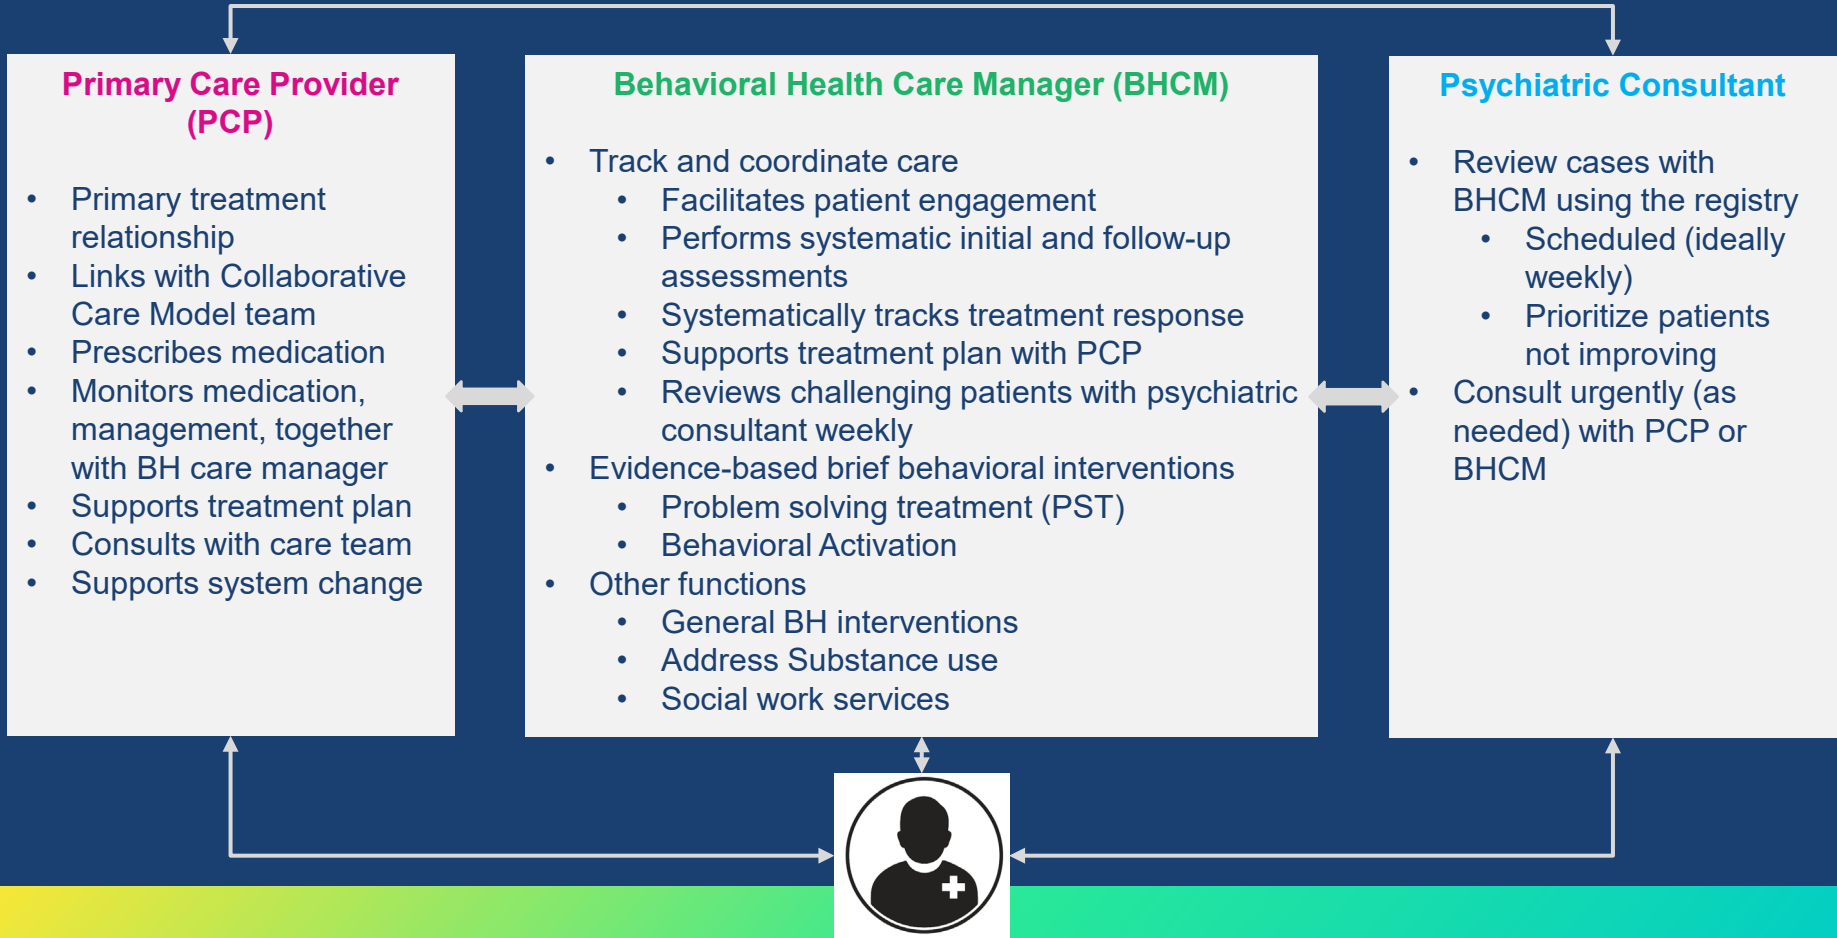 Primary Care Provider
(PCP)
• Primary treatment
relationship
• Links with Collaborative
Care Model team
• Prescribes medication
• Monitors medication,
management, together
with BH care manager
• Supports treatment plan
• Consults with care team
• Supports system change
Behavioral Health Care Manager (BHCM)
• Track and coordinate care
• Facilitates patient engagement
• Performs systematic initial and follow-up
assessments
• Systematically tracks treatment response
• Supports treatment plan with PCP
• Reviews challenging patients with psychiatric
consultant weekly
• Evidence-based brief behavioral interventions
• Problem solving treatment (PST)
• Behavioral Activation
• Other functions
• General BH interventions
• Address Substance use
• Social work services
Psychiatric Consultant
• Review cases with
BHCM using the registry
• Scheduled (ideally
weekly)
• Prioritize patients
not improving
• Consult urgently (as
needed) with PCP or
BHCM